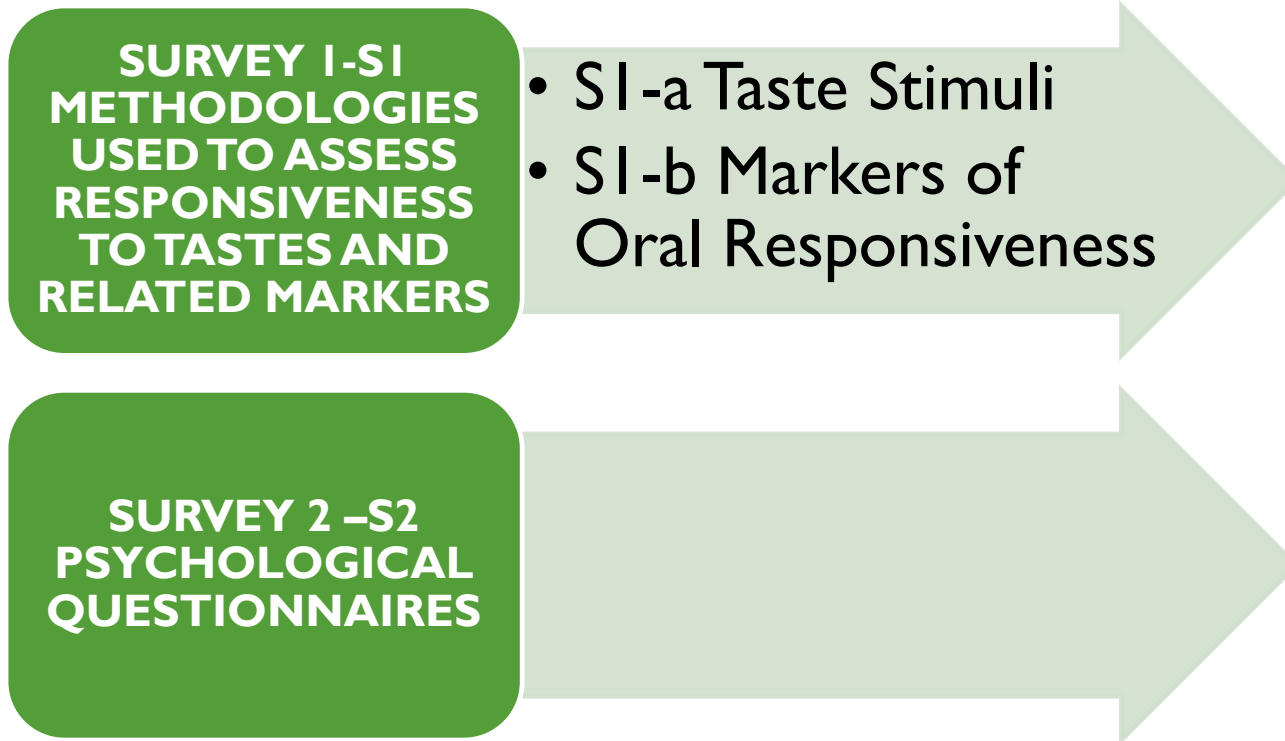 SURVEY 1-S1
METHODOLOGIES
USED TO ASSESS
RESPONSIVENESS
TO TASTES AND
RELATED MARKERS
• S1-a Taste Stimuli
• S1-b Markers of
Oral Responsiveness
SURVEY 2 –S2
PSYCHOLOGICAL
QUESTIONNAIRES